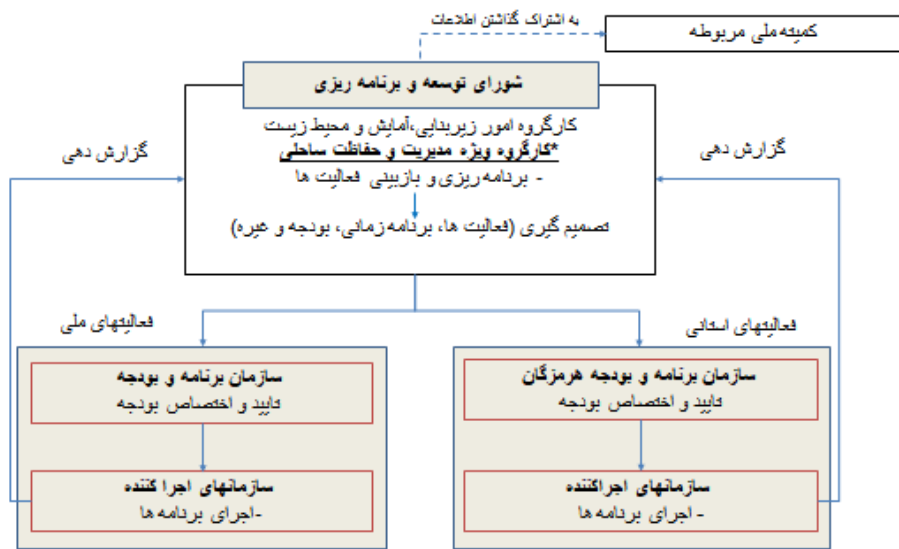 به اشتراک گذاشتن اطلاعات
کمیته ملی مربوطه
شورای توسعه و برنامه ریزی
کارگروه امور زیربنایی،آمایش و محیط زیست
*کارگروه ویژه مدیریت و حفاظت ساحلی
- برنامه ریزی و بازبینی فعالیت ها
تصمیم گیری (فعالیت ها، برنامه زمانی، بودجه و غیره)
گزارش دهی
گزارش دهی
فعالیتهای استانی
فعالیتهای ملی
سازمان برنامه و بودجه هرمزگان
تایید و اختصاص بودجه
سازمانهای اجراکننده
- اجرای برنامه ها
سازمان برنامه و بودجه
تایید و اختصاص بودجه
سازمانهای اجرا کننده
-اجرای برنامه ها